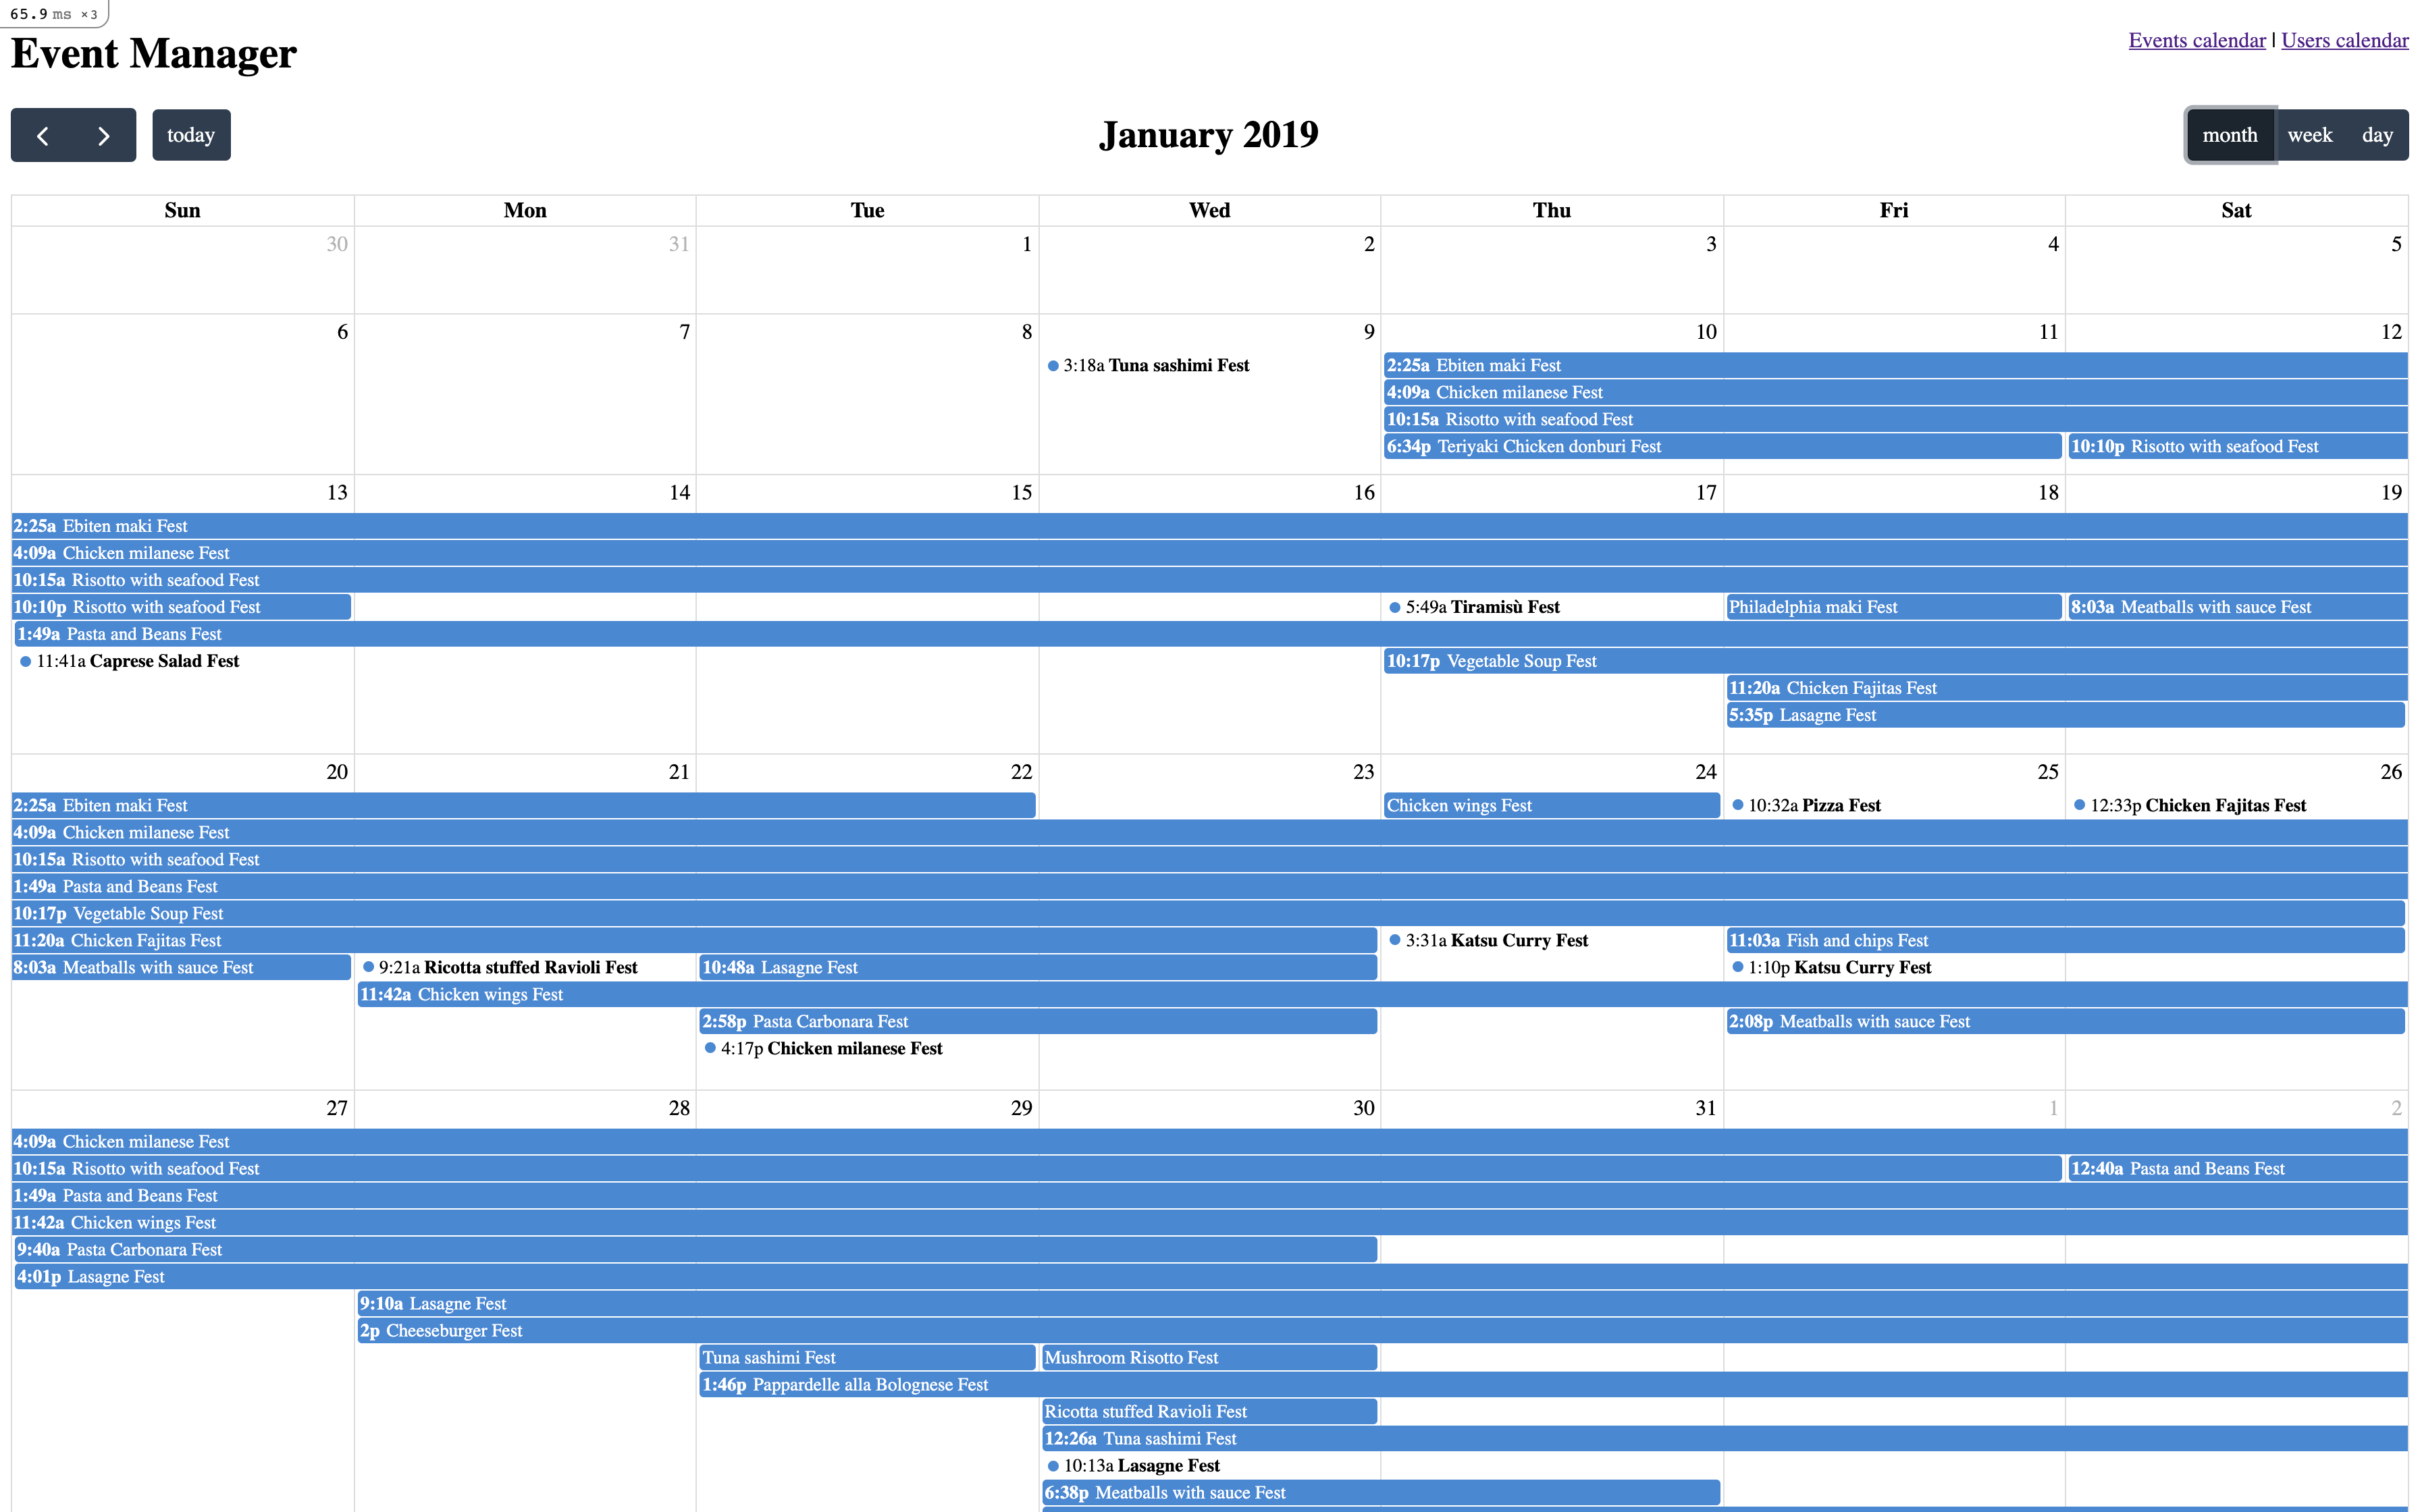 65.9 ms ×3
Event Manager
Events calendar | Users calendar
today
January 2019
month week day
Sun Mon Tue Wed Thu Fri Sat
30 31 1 2 3 4 5
6 7 8 9 10 11 12
3:18a Tuna sashimi Fest 2:25a Ebiten maki Fest
4:09a Chicken milanese Fest
10:15a Risotto with seafood Fest
6:34p Teriyaki Chicken donburi Fest 10:10p Risotto with seafood Fest
13 14 15 16 17 18 19
2:25a Ebiten maki Fest
4:09a Chicken milanese Fest
10:15a Risotto with seafood Fest
10:10p Risotto with seafood Fest 5:49a Tiramisù Fest Philadelphia maki Fest 8:03a Meatballs with sauce Fest
1:49a Pasta and Beans Fest
11:41a Caprese Salad Fest 10:17p Vegetable Soup Fest
11:20a Chicken Fajitas Fest
5:35p Lasagne Fest
20 21 22 23 24 25 26
2:25a Ebiten maki Fest Chicken wings Fest 10:32a Pizza Fest 12:33p Chicken Fajitas Fest
4:09a Chicken milanese Fest
10:15a Risotto with seafood Fest
1:49a Pasta and Beans Fest
10:17p Vegetable Soup Fest
11:20a Chicken Fajitas Fest 3:31a Katsu Curry Fest 11:03a Fish and chips Fest
8:03a Meatballs with sauce Fest 9:21a Ricotta stuffed Ravioli Fest 10:48a Lasagne Fest 1:10p Katsu Curry Fest
11:42a Chicken wings Fest
2:58p Pasta Carbonara Fest 2:08p Meatballs with sauce Fest
4:17p Chicken milanese Fest
27 28 29 30 31 1 2
4:09a Chicken milanese Fest
10:15a Risotto with seafood Fest 12:40a Pasta and Beans Fest
1:49a Pasta and Beans Fest
11:42a Chicken wings Fest
9:40a Pasta Carbonara Fest
4:01p Lasagne Fest
9:10a Lasagne Fest
2p Cheeseburger Fest
Tuna sashimi Fest Mushroom Risotto Fest
1:46p Pappardelle alla Bolognese Fest
Ricotta stuffed Ravioli Fest
12:26a Tuna sashimi Fest
10:13a Lasagne Fest
6:38p Meatballs with sauce Fest